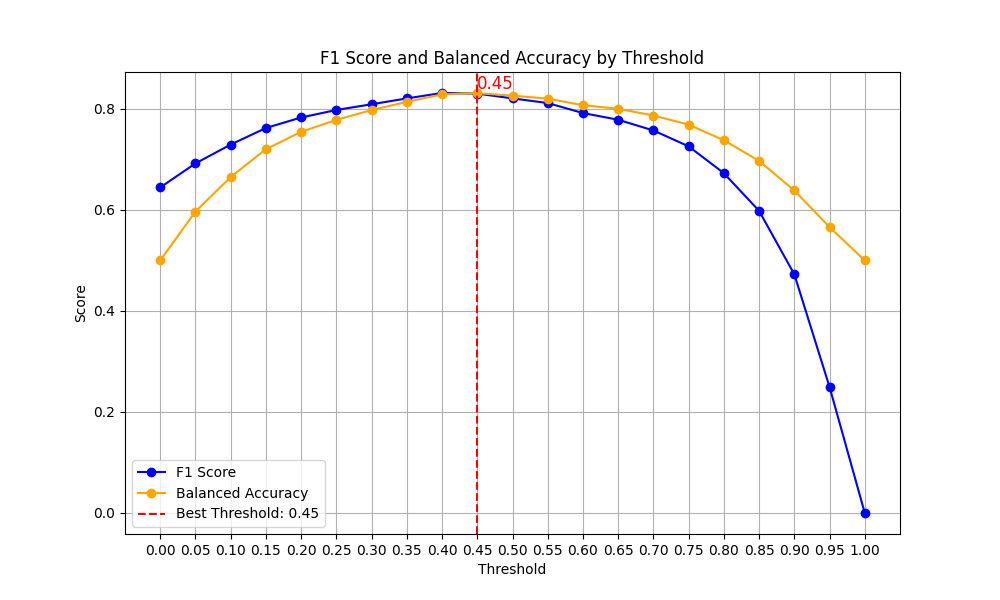 F1 Score and Balanced Accuracy by Threshold
0.45
0.8
0.6
0.4
0.2
0.0
Score
F1 Score
Balanced Accuracy
Best Threshold: 0.45
0.00 0.05 0.10 0.15 0.20 0.25 0.30 0.35 0.40 0.45 0.50 0.55 0.60 0.65 0.70 0.75 0.80 0.85 0.90 0.95 1.00
Threshold